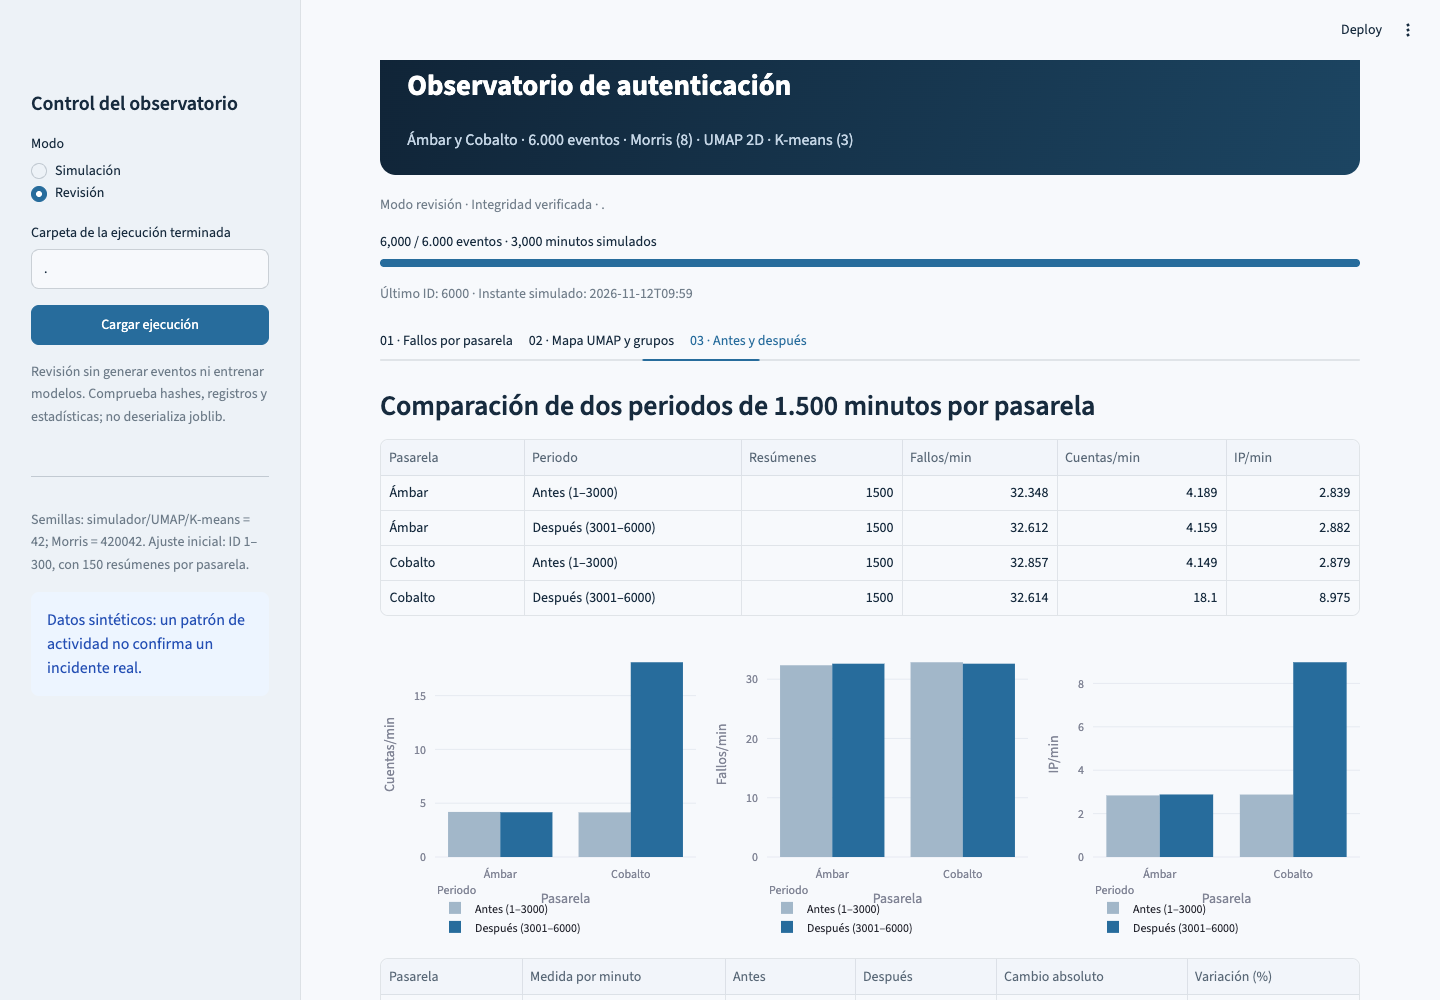 Deploy
Control del observatorio
Modo
Simulación
Revisión
Carpeta de la ejecución terminada
.
Cargar ejecución
Revisión sin generar eventos ni entrenar
modelos. Comprueba hashes, registros y
estadísticas; no deserializa joblib.
Semillas: simulador/UMAP/K-means =
42; Morris = 420042. Ajuste inicial: ID 1–
300, con 150 resúmenes por pasarela.
Datos sintéticos: un patrón de
actividad no confirma un
incidente real.
Observatorio de autenticación
Ámbar y Cobalto · 6.000 eventos · Morris (8) · UMAP 2D · K-means (3)
Modo revisión · Integridad verificada · .
6,000 / 6.000 eventos · 3,000 minutos simulados
Último ID: 6000 · Instante simulado: 2026-11-12T09:59
01 · Fallos por pasarela 02 · Mapa UMAP y grupos 03 · Antes y después
Comparación de dos periodos de 1.500 minutos por pasarela
Pasarela Periodo Resúmenes Fallos/min Cuentas/min IP/min
Ámbar Antes (1–3000) 1500 32.348 4.189 2.839
Ámbar Después (3001–6000) 1500 32.612 4.159 2.882
Cobalto Antes (1–3000) 1500 32.857 4.149 2.879
Cobalto Después (3001–6000) 1500 32.614 18.1 8.975
Cuentas/min
15
10
5
0
Ámbar Cobalto
Pasarela
Periodo
Antes (1–3000)
Después (3001–6000)
Fallos/min
30
20
10
0
Ámbar Cobalto
Pasarela
Periodo
Antes (1–3000)
Después (3001–6000)
IP/min
8
6
4
2
0
Ámbar Cobalto
Pasarela
Periodo
Antes (1–3000)
Después (3001–6000)
Pasarela Medida por minuto Antes Después Cambio absoluto Variación (%)